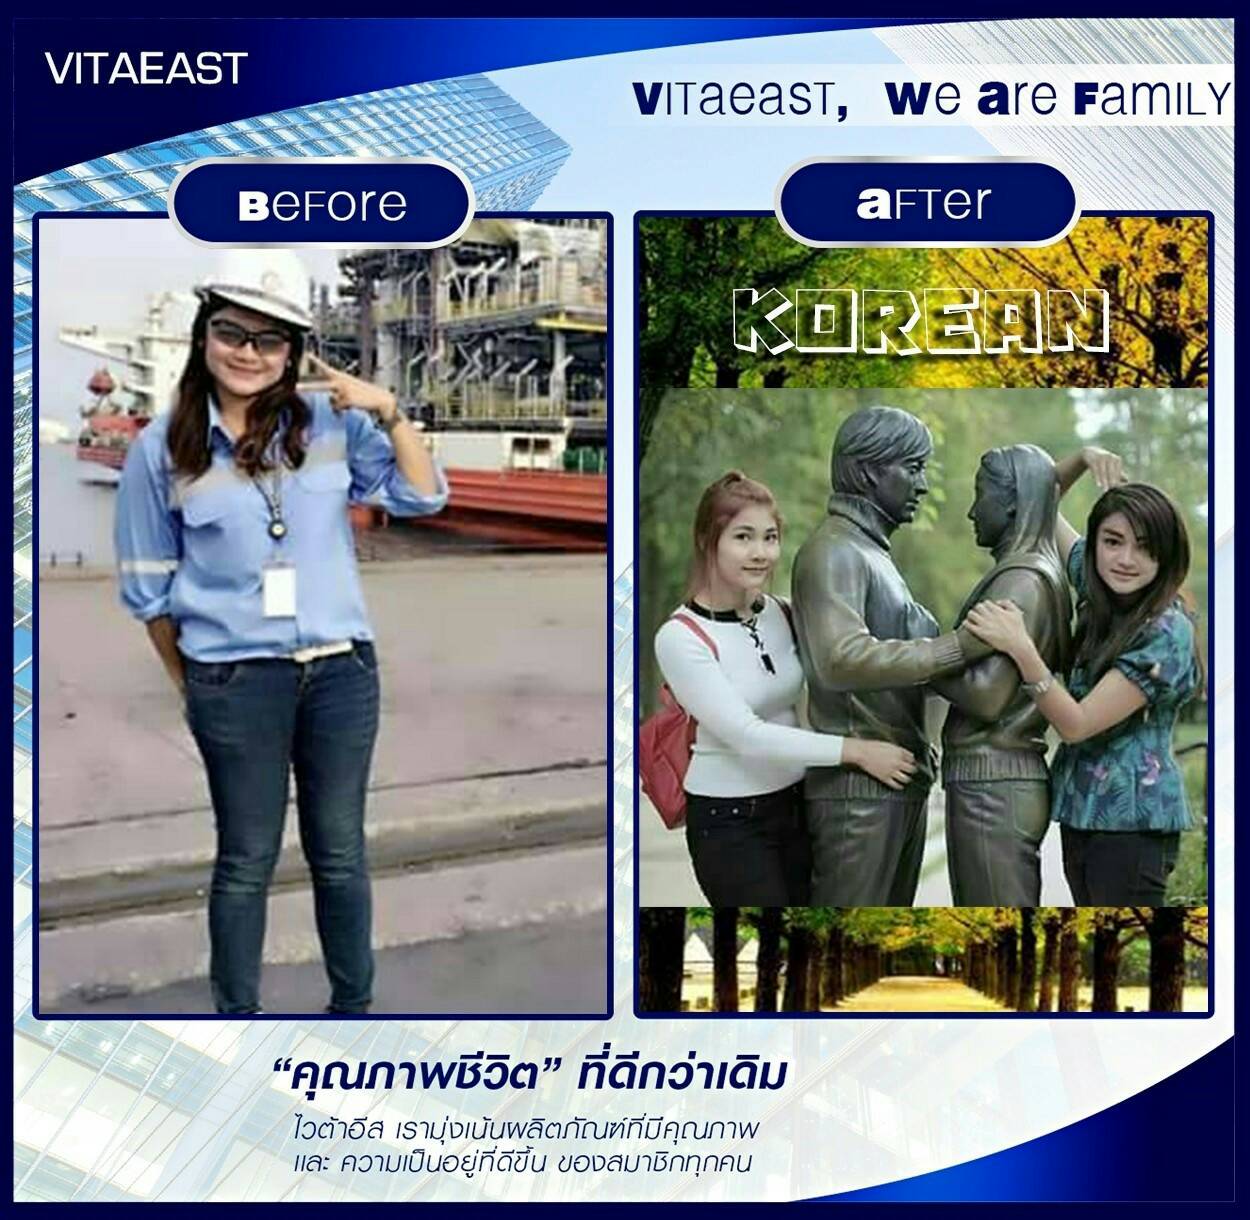 VITAEAST
VITaeasT, We are FamILY
BeFore
aFTer
KOREAN
“คุณภาพชีวิต” ที่ดีกว่าเดิม
ไวต้าอีส เรามุ่งเน้นผลิตภัณฑ์ที่มีคุณภาพ
และ ความเป็นอยู่ที่ดีขึ้น ของสมาชิกทุกคน